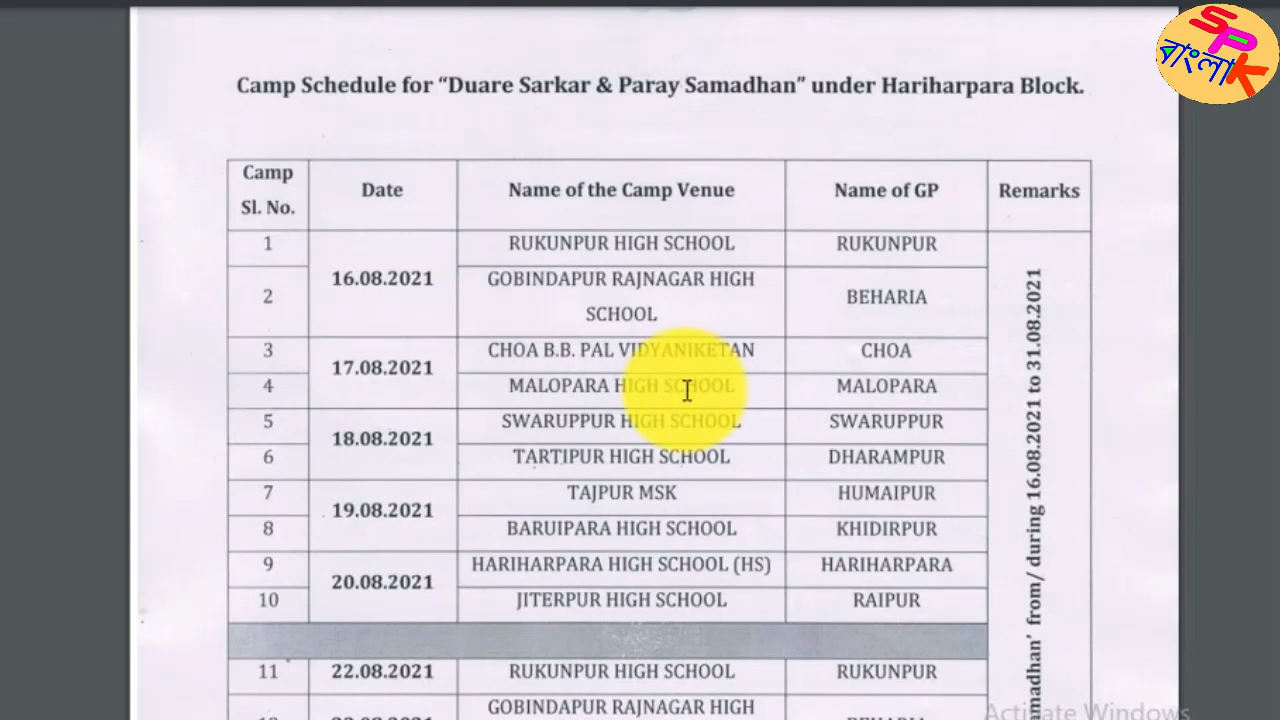 SPK
বাংলা
Camp Schedule for “Duare Sarkar & Paray Samadhan” under Hariharpara Block.
Camp Sl. No. Date Name of the Camp Venue Name of GP Remarks
1 16.08.2021 RUKUNPUR HIGH SCHOOL RUKUNPUR
2 GOBINDAPUR RAJNAGAR HIGH SCHOOL BEHARIA
3 17.08.2021 CHOA B.B. PAL VIDYANIKETAN CHOA
4 MALOPARA HIGH SCHOOL MALOPARA
5 18.08.2021 SWARUPPUR HIGH SCHOOL SWARUPPUR
6 TARTIPUR HIGH SCHOOL DHARAMPUR
7 19.08.2021 TAJPUR MSK HUMAIPUR
8 BARUIPARA HIGH SCHOOL KHIDIRPUR
9 20.08.2021 HARIHARPARA HIGH SCHOOL (HS) HARIHARPARA
10 JITERPUR HIGH SCHOOL RAIPUR
11 22.08.2021 RUKUNPUR HIGH SCHOOL RUKUNPUR
GOBINDAPUR RAJNAGAR HIGH
amadhan’ from/ during 16.08.2021 to 31.08.2021
Activate Windows